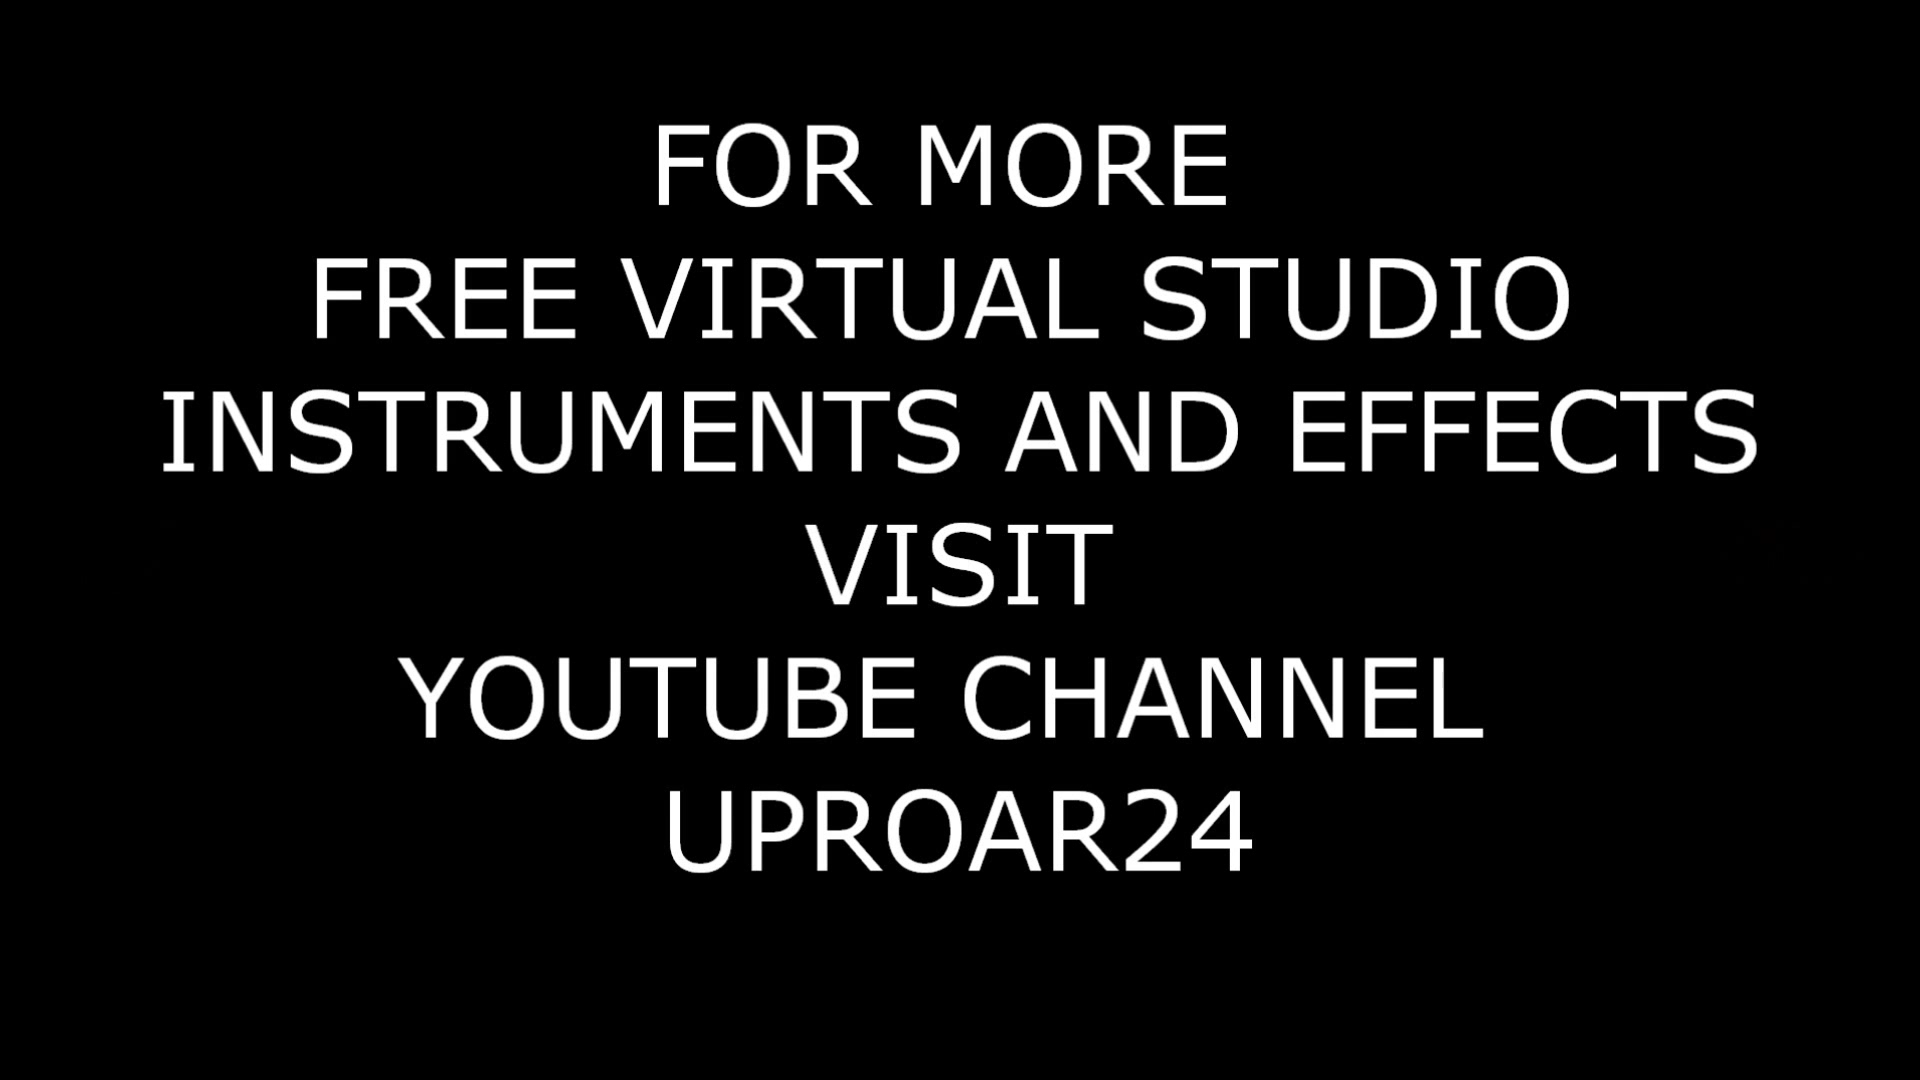 FOR MORE
FREE VIRTUAL STUDIO
INSTRUMENTS AND EFFECTS
VISIT
YOUTUBE CHANNEL
UPROAR24